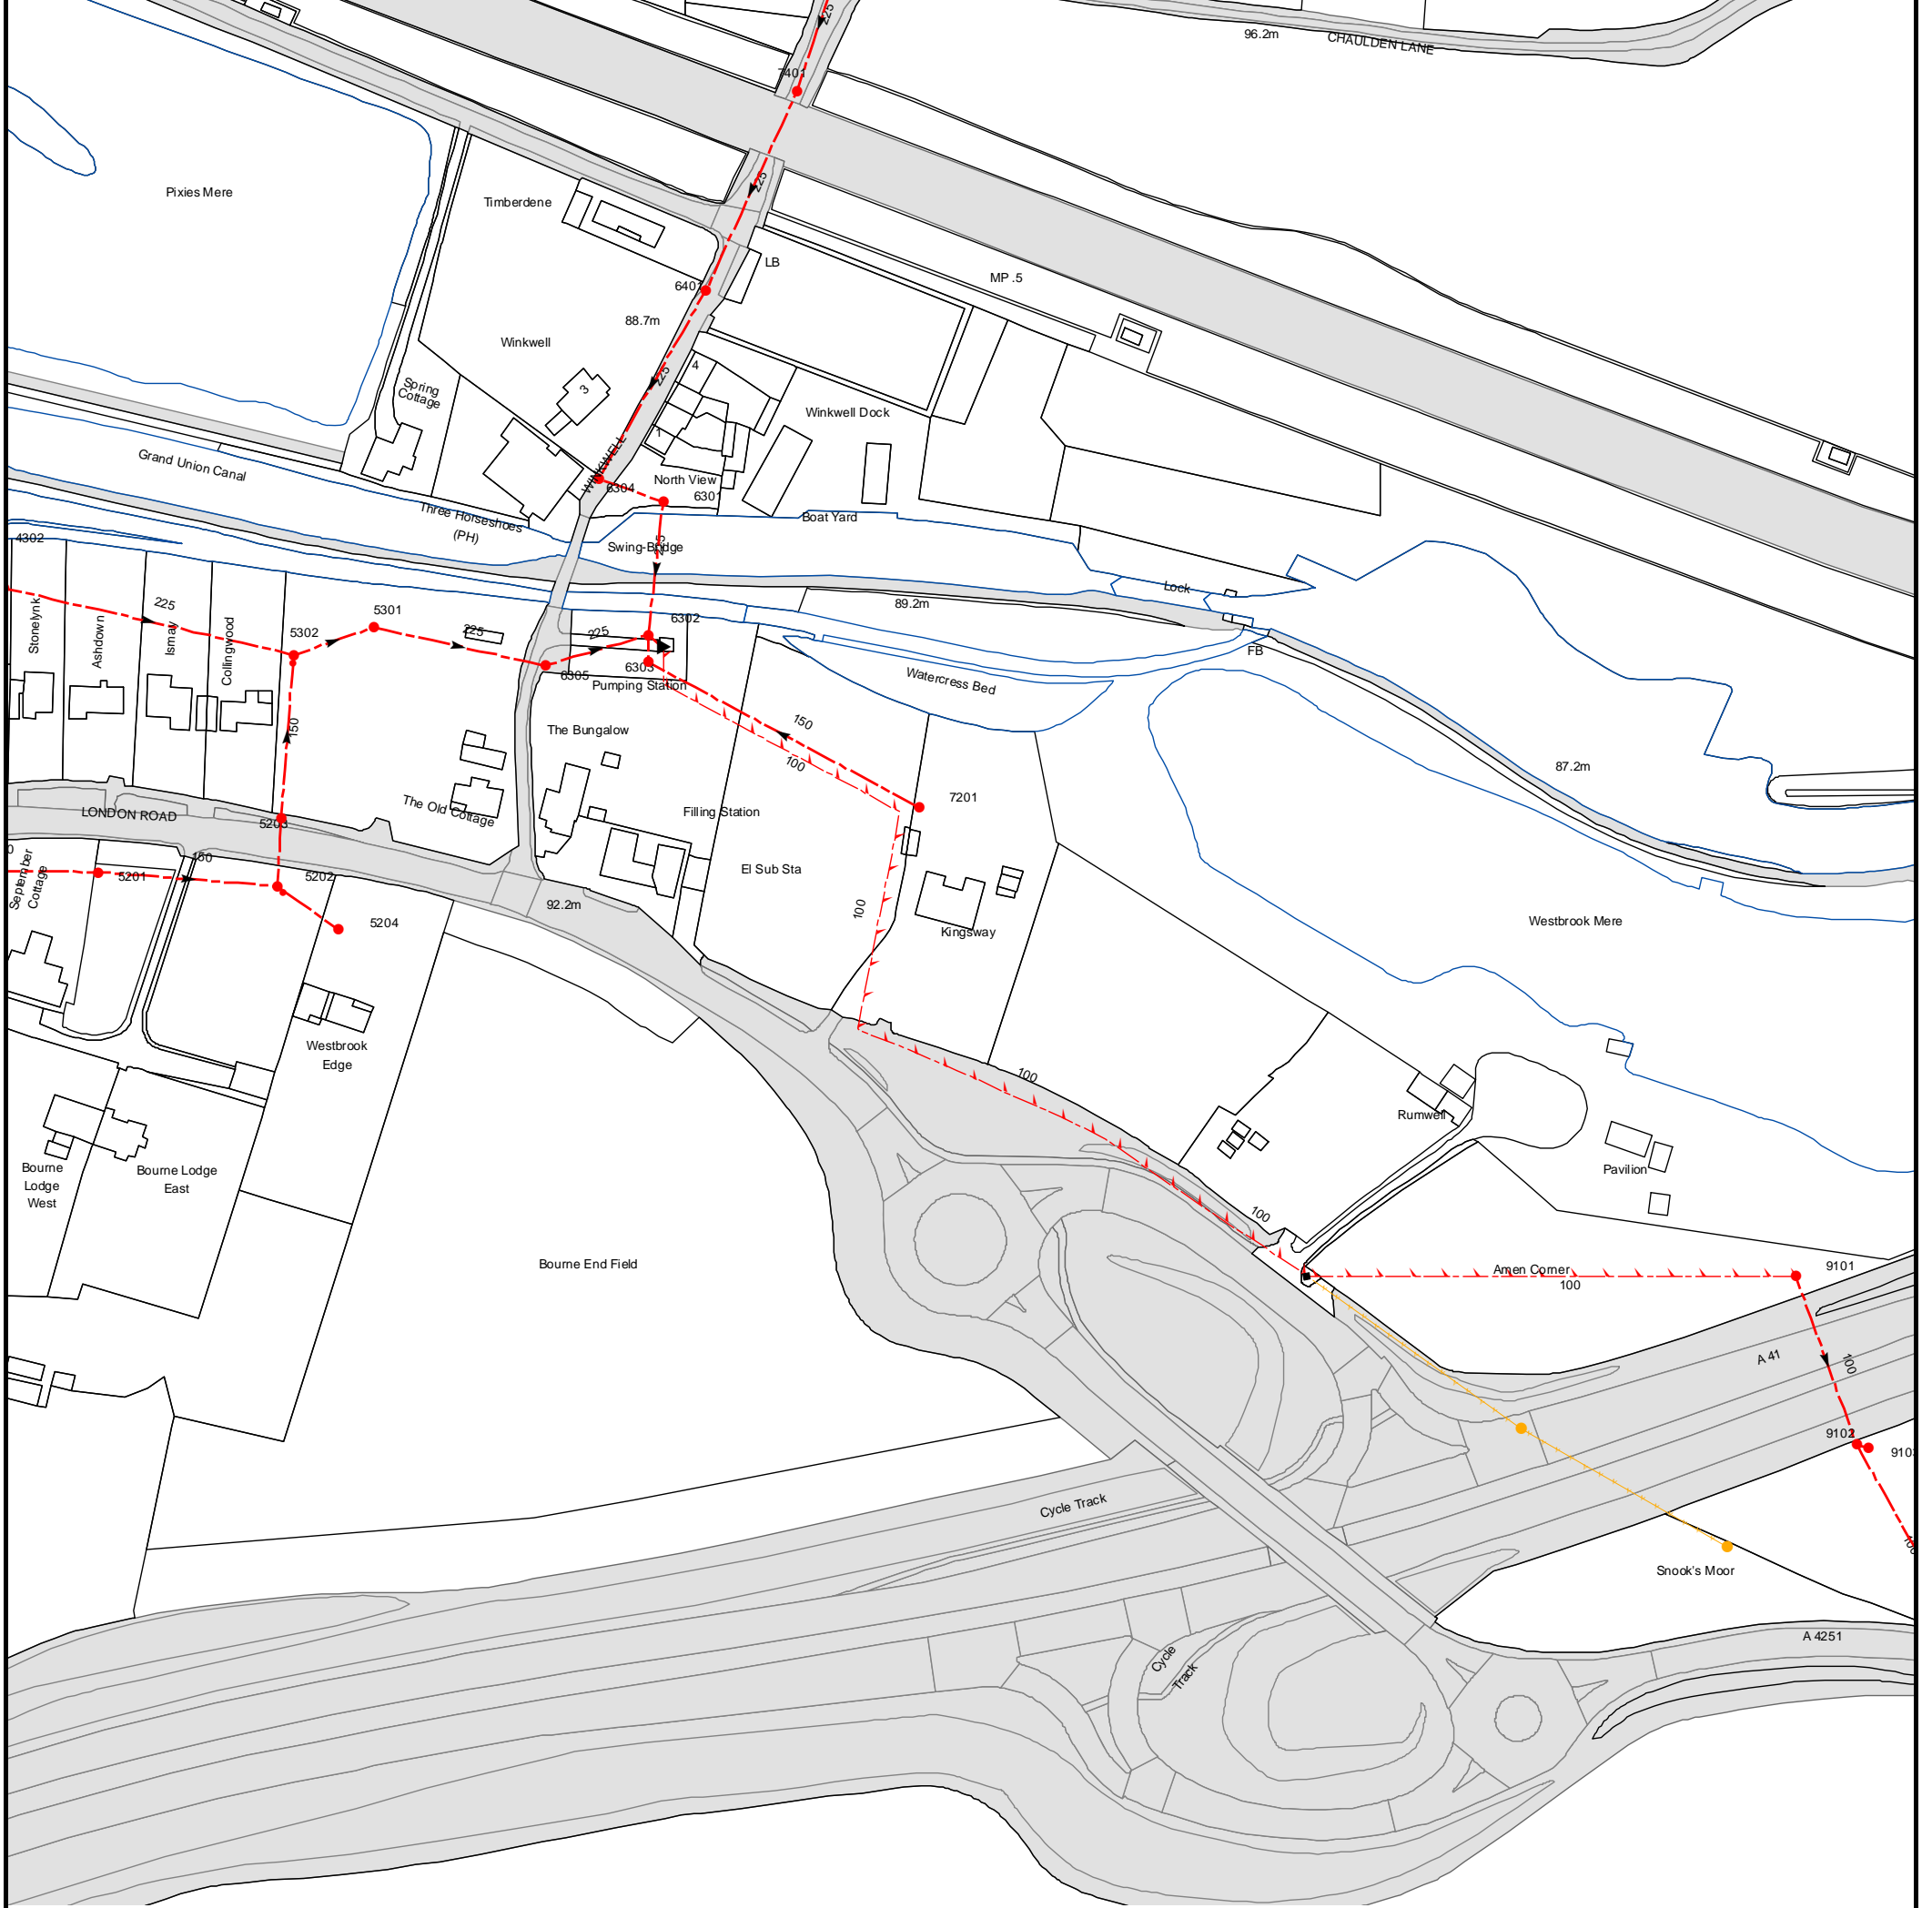 225
96.2m
CHAULDEN LANE
7401
Pixies Mere
225
Timberdene
LB
MP .5
88.7m
Winkwell
225
4
3
Spring
Cottage
Winkwell Dock
1
WINKWELL
Grand Union Canal
North View
6304
6301
Three Horseshoes
(PH)
Boat Yard
4302
Swing-Bridge
225
Lock
89.2m
225
5301
5302
225
225
6302
Stonelynk
Ashdown
Ismay
Collingwood
6303
6305
Pumping Station
FB
Watercress Bed
150
150
The Bungalow
100
87.2m
7201
The Old Cottage
Filling Station
LONDON ROAD
5203
0
150
September
Cottage
5201
5202
El Sub Sta
92.2m
100
5204
Kingsway
Westbrook Mere
Westbrook
Edge
100
Rumwell
Bourne
Lodge
West
Bourne Lodge
East
Pavilion
100
Bourne End Field
Amen Corner
100
9101
A 41
100
9102
910
Cycle Track
100
Snook's Moor
A 4251
Cycle
Track